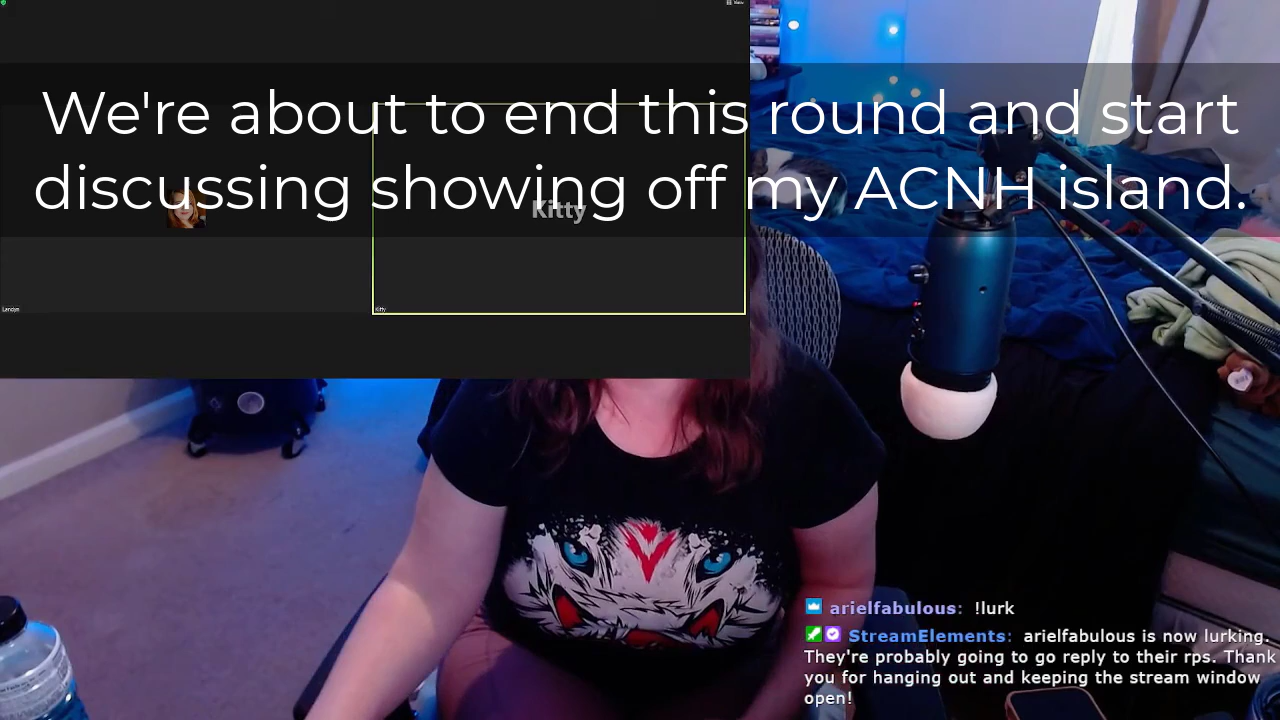 We're about to end this round and start
discussing showing off my ACNH island.
Kitty
Landyn
Kitty
arielfabulous: !lurk
StreamElements: arielfabulous is now lurking.
They're probably going to go reply to their rps. Thank
you for hanging out and keeping the stream window
open!